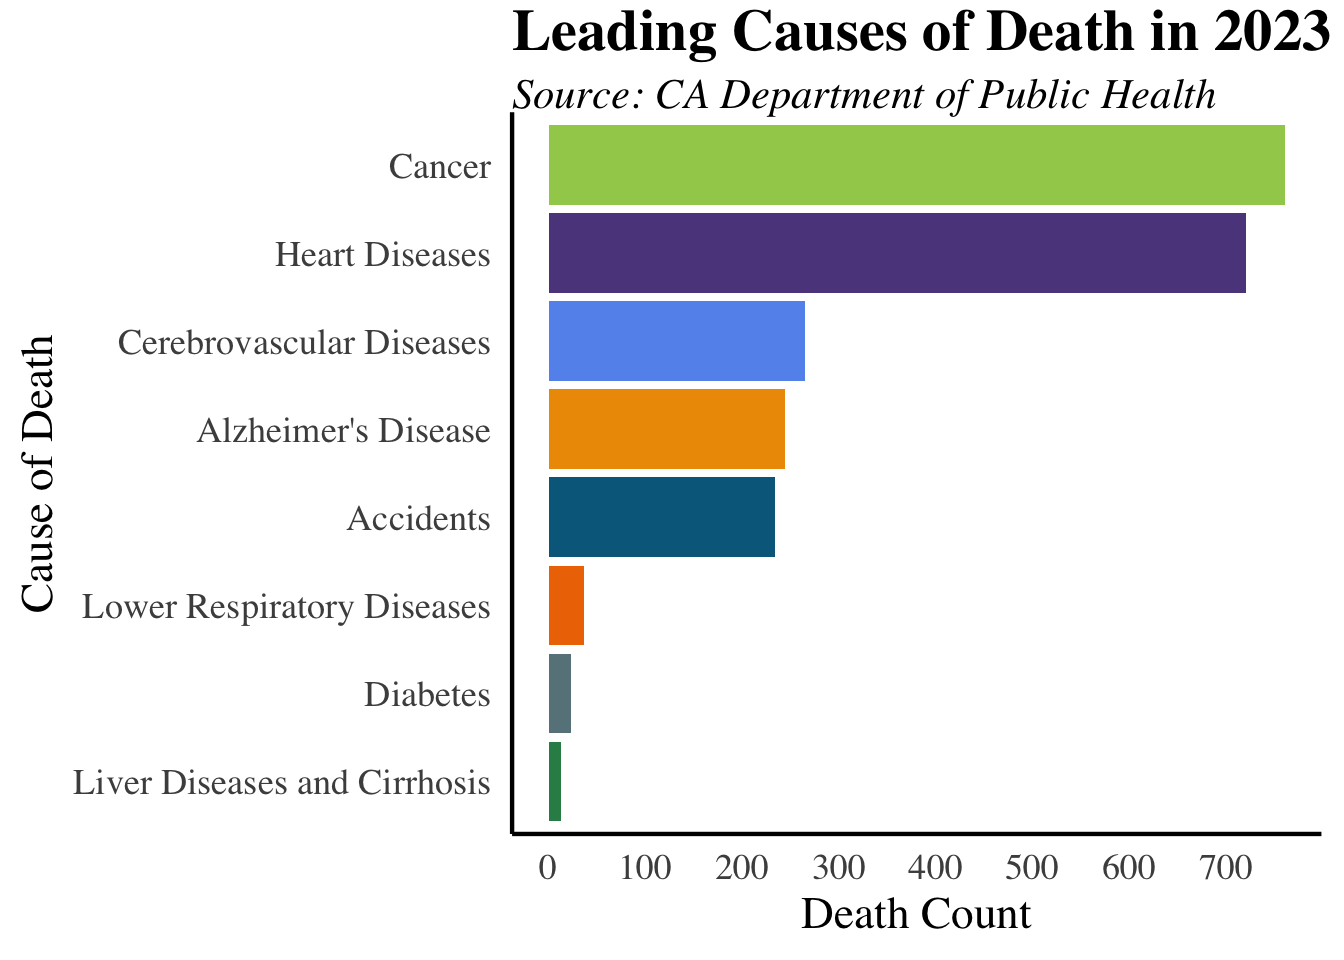 Leading Causes of Death in 2023
Source: CA Department of Public Health
Cause of Death
Cancer
Heart Diseases
Cerebrovascular Diseases
Alzheimer's Disease
Accidents
Lower Respiratory Diseases
Diabetes
Liver Diseases and Cirrhosis
0 100 200 300 400 500 600 700
Death Count